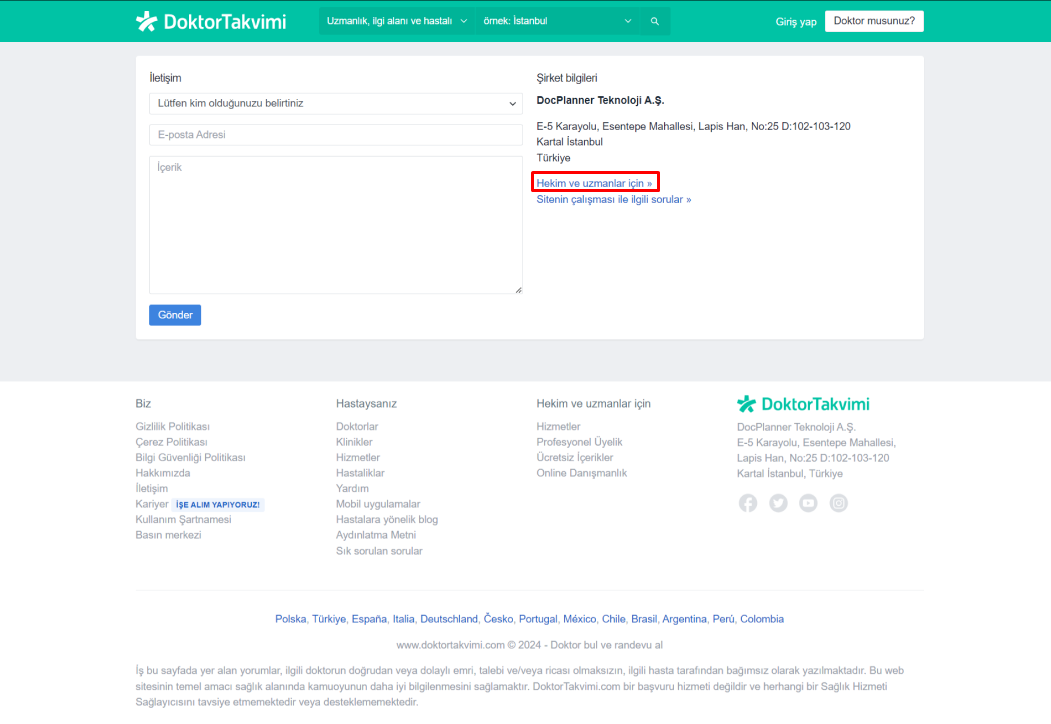 DoktorTakvimi
Uzmanlık, ilgi alanı ve hastalı
örnek: İstanbul
Giriş yap
Doktor musunuz?
İletişim
Lütfen kim olduğunuzu belirtiniz
E-posta Adresi
İçerik
Gönder
Şirket bilgileri
DocPlanner Teknoloji A.Ş.
E-5 Karayolu, Esentepe Mahallesi, Lapis Han, No:25 D:102-103-120
Kartal İstanbul
Türkiye
Hekim ve uzmanlar için »
Sitenin çalışması ile ilgili sorular »
Biz
Gizlilik Politikası
Çerez Politikası
Bilgi Güvenliği Politikası
Hakkımızda
İletişim
Kariyer İŞE ALIM YAPIYORUZ!
Kullanım Şartnamesi
Basın merkezi
Hastaysanız
Doktorlar
Klinikler
Hizmetler
Hastaliklar
Yardım
Mobil uygulamalar
Hastalara yönelik blog
Aydınlatma Metni
Sık sorulan sorular
Hekim ve uzmanlar için
Hizmetler
Profesyonel Üyelik
Ücretsiz İçerikler
Online Danışmanlık
DoktorTakvimi
DocPlanner Teknoloji A.Ş.
E-5 Karayolu, Esentepe Mahallesi,
Lapis Han, No:25 D:102-103-120
Kartal İstanbul, Türkiye
Polska, Türkiye, España, Italia, Deutschland, Česko, Portugal, México, Chile, Brasil, Argentina, Perú, Colombia
www.doktortakvimi.com © 2024 - Doktor bul ve randevu al
İş bu sayfada yer alan yorumlar, ilgili doktorun doğrudan veya dolaylı emri, talebi ve/veya ricası olmaksızın, ilgili hasta tarafından bağımsız olarak yazılmaktadır. Bu web
sitesinin temel amacı sağlık alanında kamuoyunun daha iyi bilgilenmesini sağlamaktır. DoktorTakvimi.com bir başvuru hizmeti değildir ve herhangi bir Sağlık Hizmeti
Sağlayıcısını tavsiye etmemektedir veya desteklememektedir.